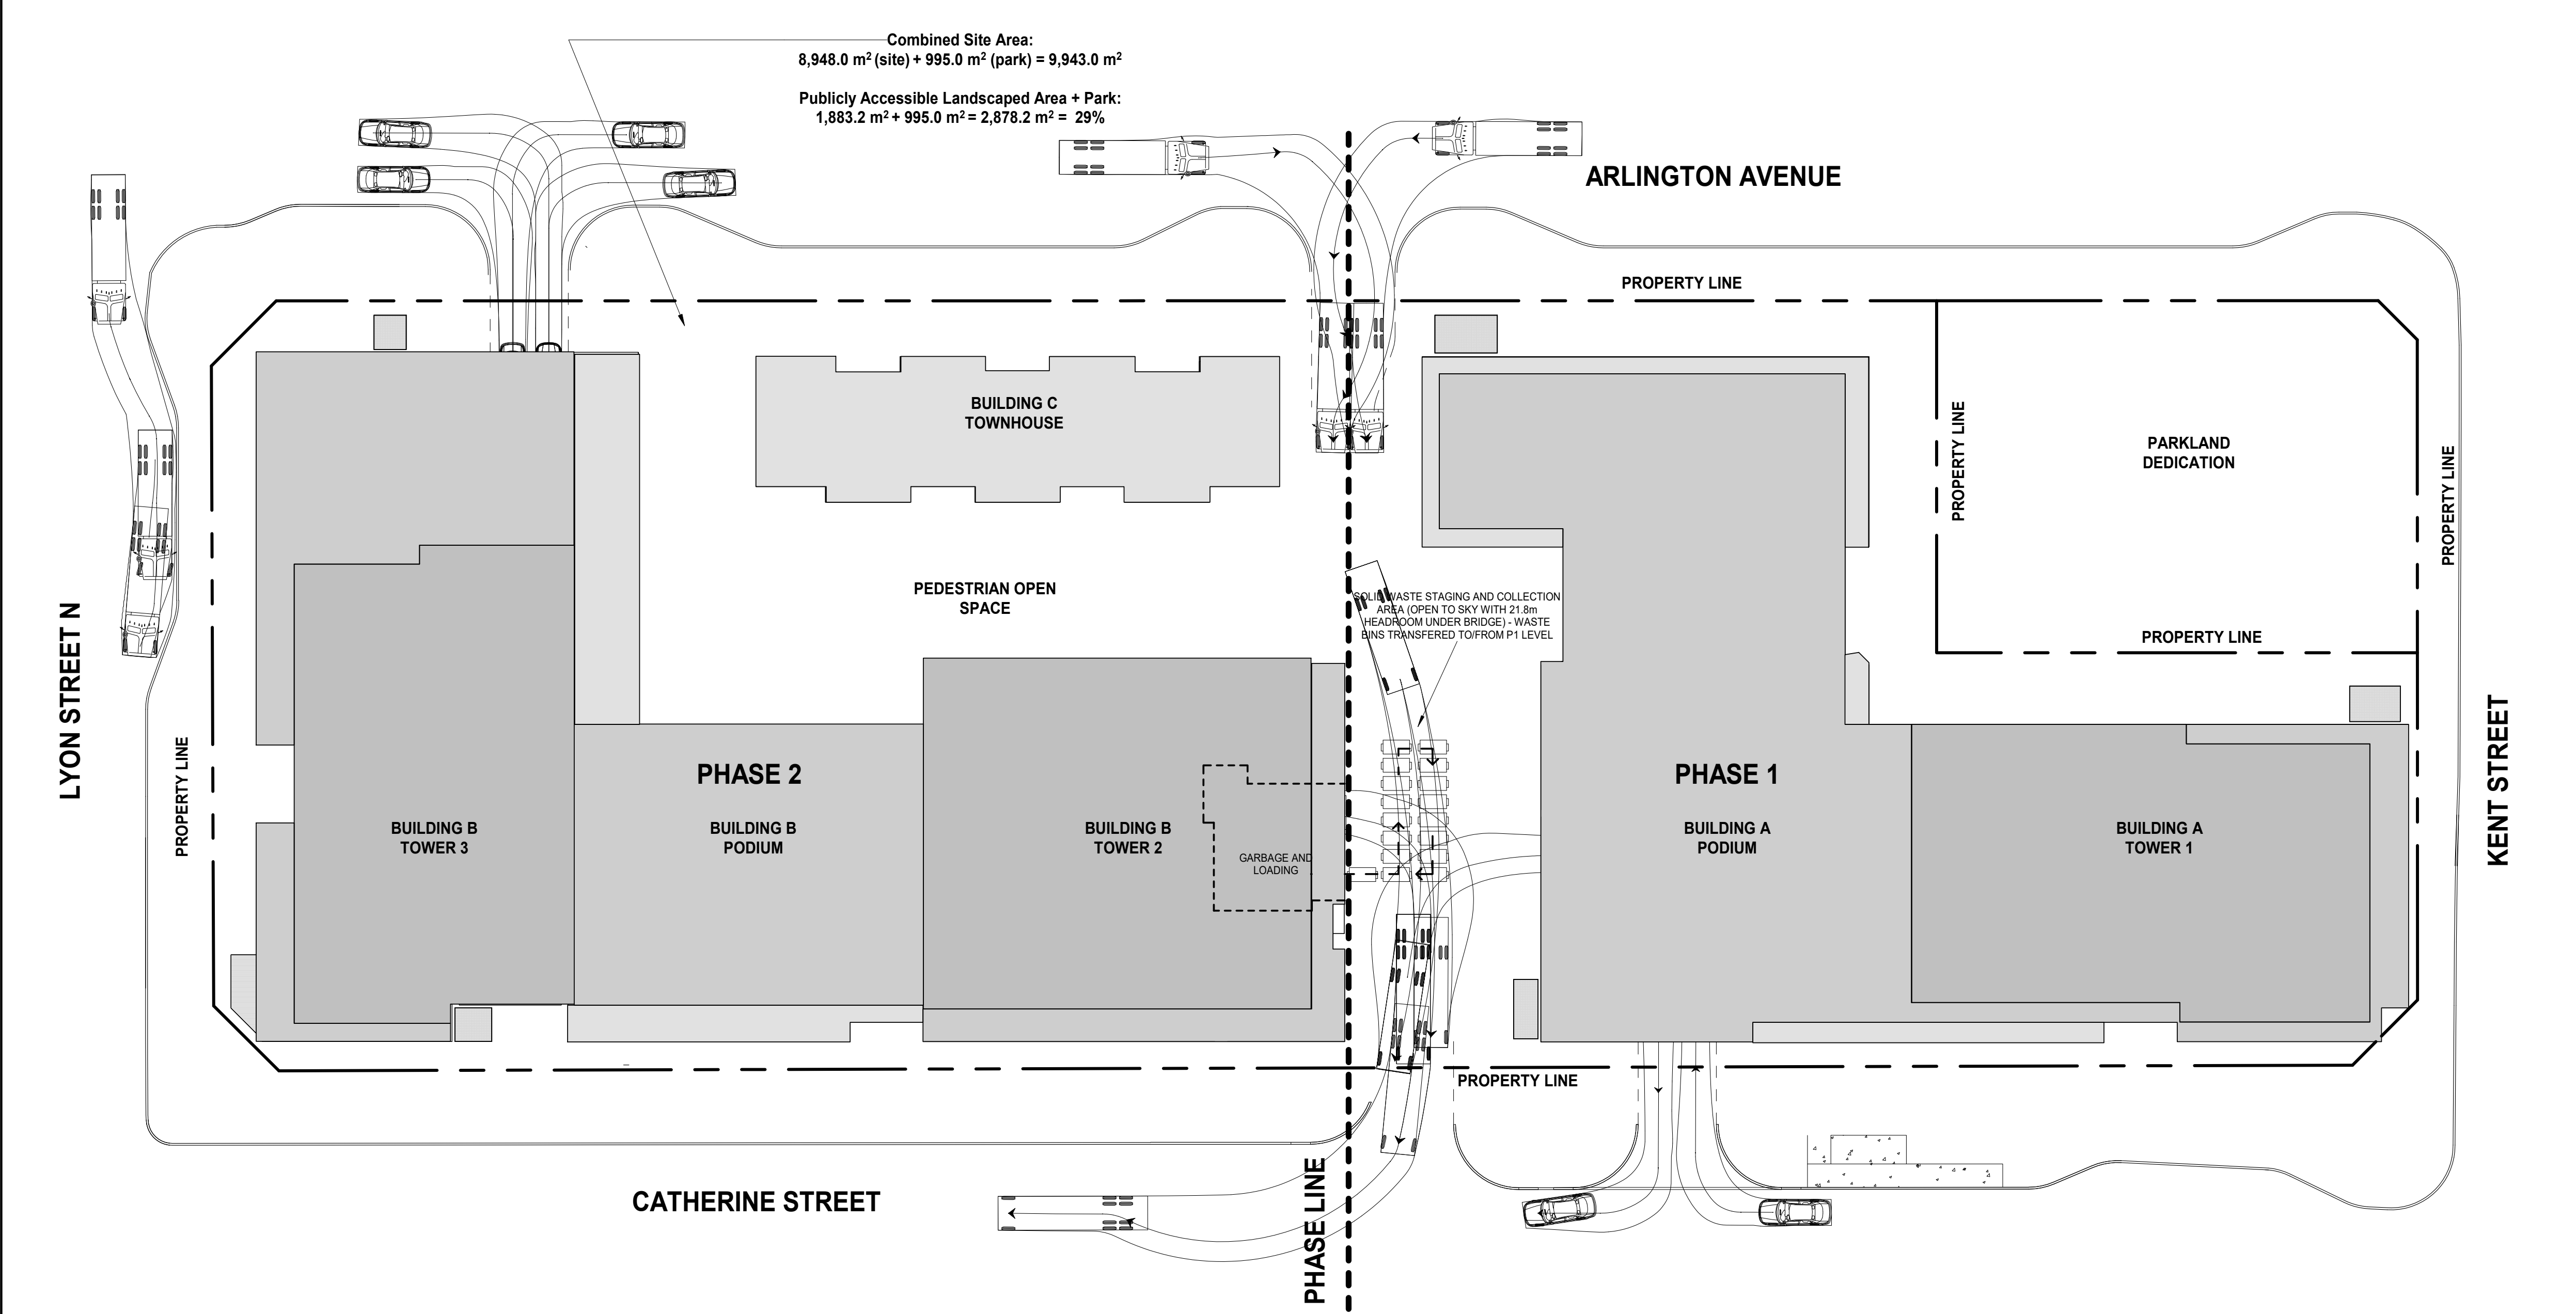 Combined Site Area:
8,948.0 m² (site) + 995.0 m² (park) = 9,943.0 m²
Publicly Accessible Landscaped Area + Park:
1,883.2 m² + 995.0 m² = 2,878.2 m² = 29%
ARLINGTON AVENUE
PROPERTY LINE
BUILDING C
TOWNHOUSE
PROPERTY LINE
PARKLAND
DEDICATION
PROPERTY LINE
PEDESTRIAN OPEN
SPACE
SOLID WASTE STAGING AND COLLECTION
AREA (OPEN TO SKY WITH 21.8m
HEADROOM UNDER BRIDGE) - WASTE
BINS TRANSFERED TO/FROM P1 LEVEL
PROPERTY LINE
LYON STREET N
PROPERTY LINE
PHASE 2
PHASE 1
KENT STREET
BUILDING B
TOWER 3
BUILDING B
PODIUM
BUILDING B
TOWER 2
GARBAGE AND
LOADING
BUILDING A
PODIUM
BUILDING A
TOWER 1
PROPERTY LINE
CATHERINE STREET
PHASE LINE